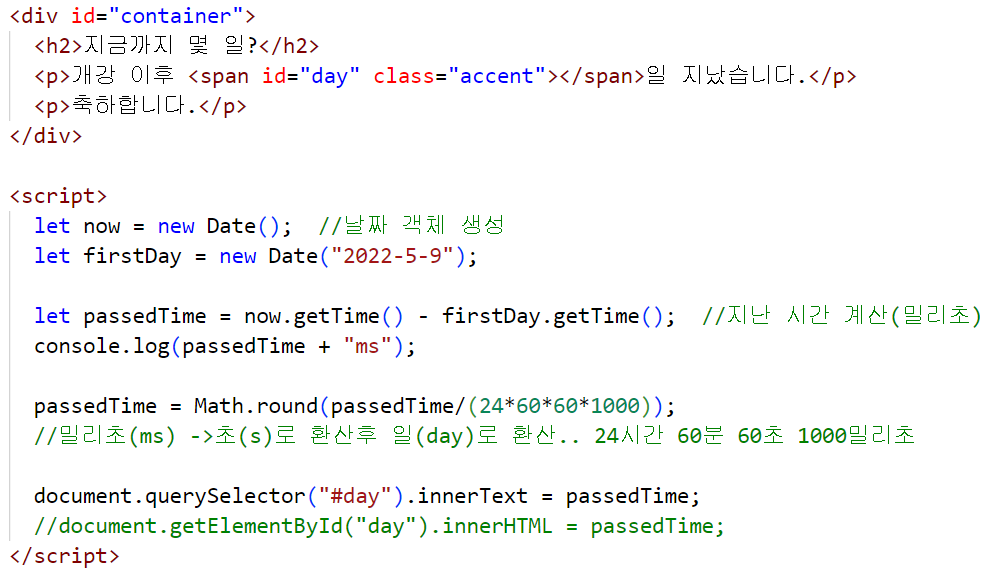 <div id="container">
<h2>지금까지 몇 일?</h2>
<p>개강 이후 <span id="day" class="accent"></span>일 지났습니다.</p>
<p>축하합니다.</p>
</div>
<script>
let now = new Date();  //날짜 객체 생성
let firstDay = new Date("2022-5-9");
let passedTime = now.getTime() - firstDay.getTime();  //지난 시간 계산(밀리초)
console.log(passedTime + "ms");
passedTime = Math.round(passedTime/(24*60*60*1000));
//밀리초(ms) ->초(s)로 환산후 일(day)로 환산.. 24시간 60분 60초 1000밀리초
document.querySelector("#day").innerText = passedTime;
//document.getElementById("day").innerHTML = passedTime;
</script>